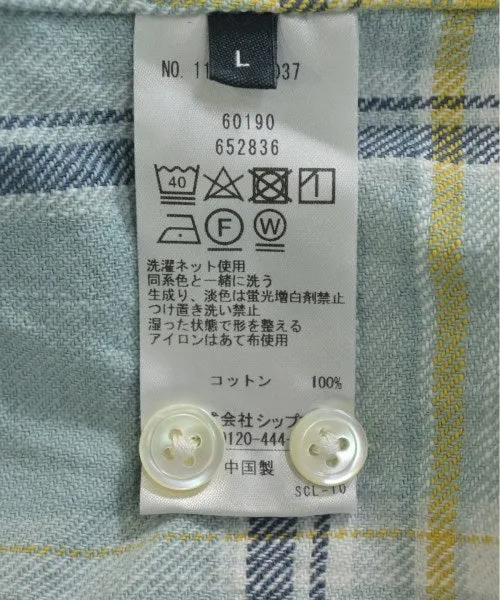 L
NO. 11 037
60190
652836
40
F
W
洗濯ネット使用
同系色と一緒に洗う
生成り、淡色は蛍光増白剤禁止
つけ置き洗い禁止
湿った状態で形を整える
アイロンはあて布使用
コットン 100%
式会社シップ
0120-444-
中国製
SCL-10